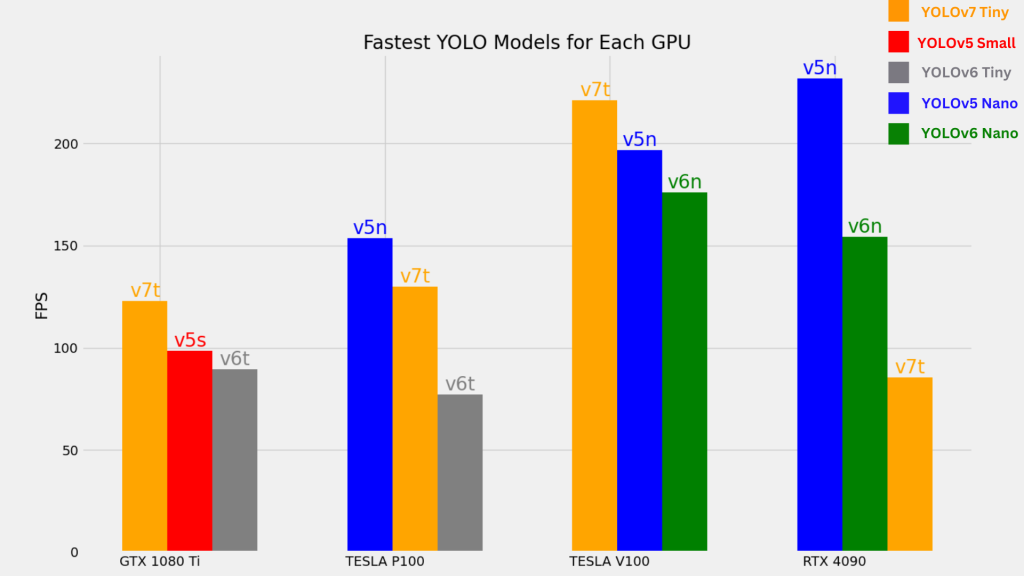 YOLOv7 Tiny
YOLOv5 Small
YOLOv6 Tiny
YOLOv5 Nano
YOLOv6 Nano
Fastest YOLO Models for Each GPU
FPS
200
150
100
50
0
v7t
v5s
v6t
v5n
v7t
v6t
v7t
v5n
v6n
v5n
v6n
v7t
GTX 1080 Ti
TESLA P100
TESLA V100
RTX 4090